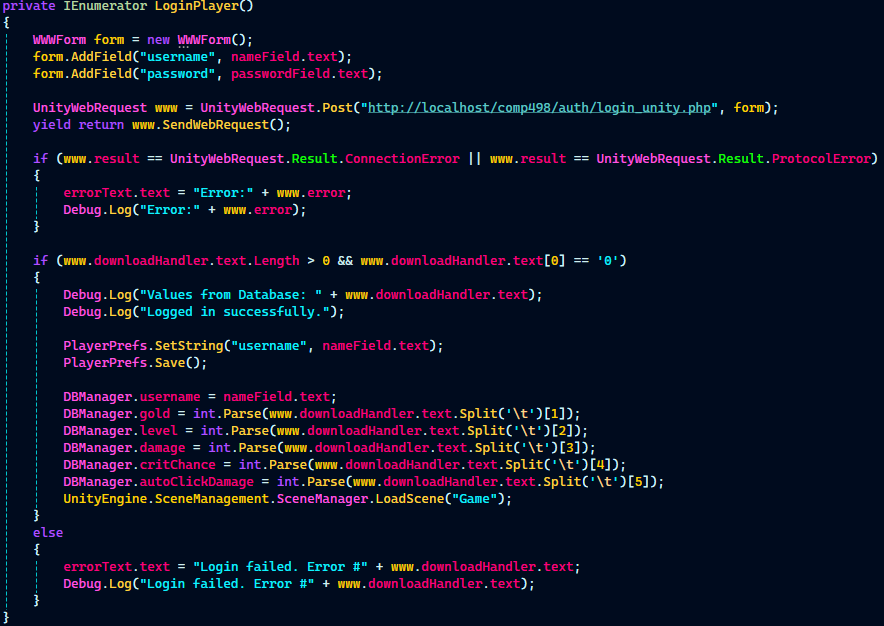 private IEnumerator LoginPlayer()
{
    WWWForm form = new WWWForm();
    form.AddField("username", nameField.text);
    form.AddField("password", passwordField.text);

    UnityWebRequest www = UnityWebRequest.Post("http://localhost/comp498/auth/login_unity.php", form);
    yield return www.SendWebRequest();

    if (www.result == UnityWebRequest.Result.ConnectionError || www.result == UnityWebRequest.Result.ProtocolError)
    {
        errorText.text = "Error:" + www.error;
        Debug.Log("Error:" + www.error);
    }

    if (www.downloadHandler.text.Length > 0 && www.downloadHandler.text[0] == '0')
    {
        Debug.Log("Values from Database: " + www.downloadHandler.text);
        Debug.Log("Logged in successfully.");

        PlayerPrefs.SetString("username", nameField.text);
        PlayerPrefs.Save();

        DBManager.username = nameField.text;
        DBManager.gold = int.Parse(www.downloadHandler.text.Split('\t')[1]);
        DBManager.level = int.Parse(www.downloadHandler.text.Split('\t')[2]);
        DBManager.damage = int.Parse(www.downloadHandler.text.Split('\t')[3]);
        DBManager.critChance = int.Parse(www.downloadHandler.text.Split('\t')[4]);
        DBManager.autoClickDamage = int.Parse(www.downloadHandler.text.Split('\t')[5]);
        UnityEngine.SceneManagement.SceneManager.LoadScene("Game");
    }
    else
    {
        errorText.text = "Login failed. Error #" + www.downloadHandler.text;
        Debug.Log("Login failed. Error #" + www.downloadHandler.text);
    }
}